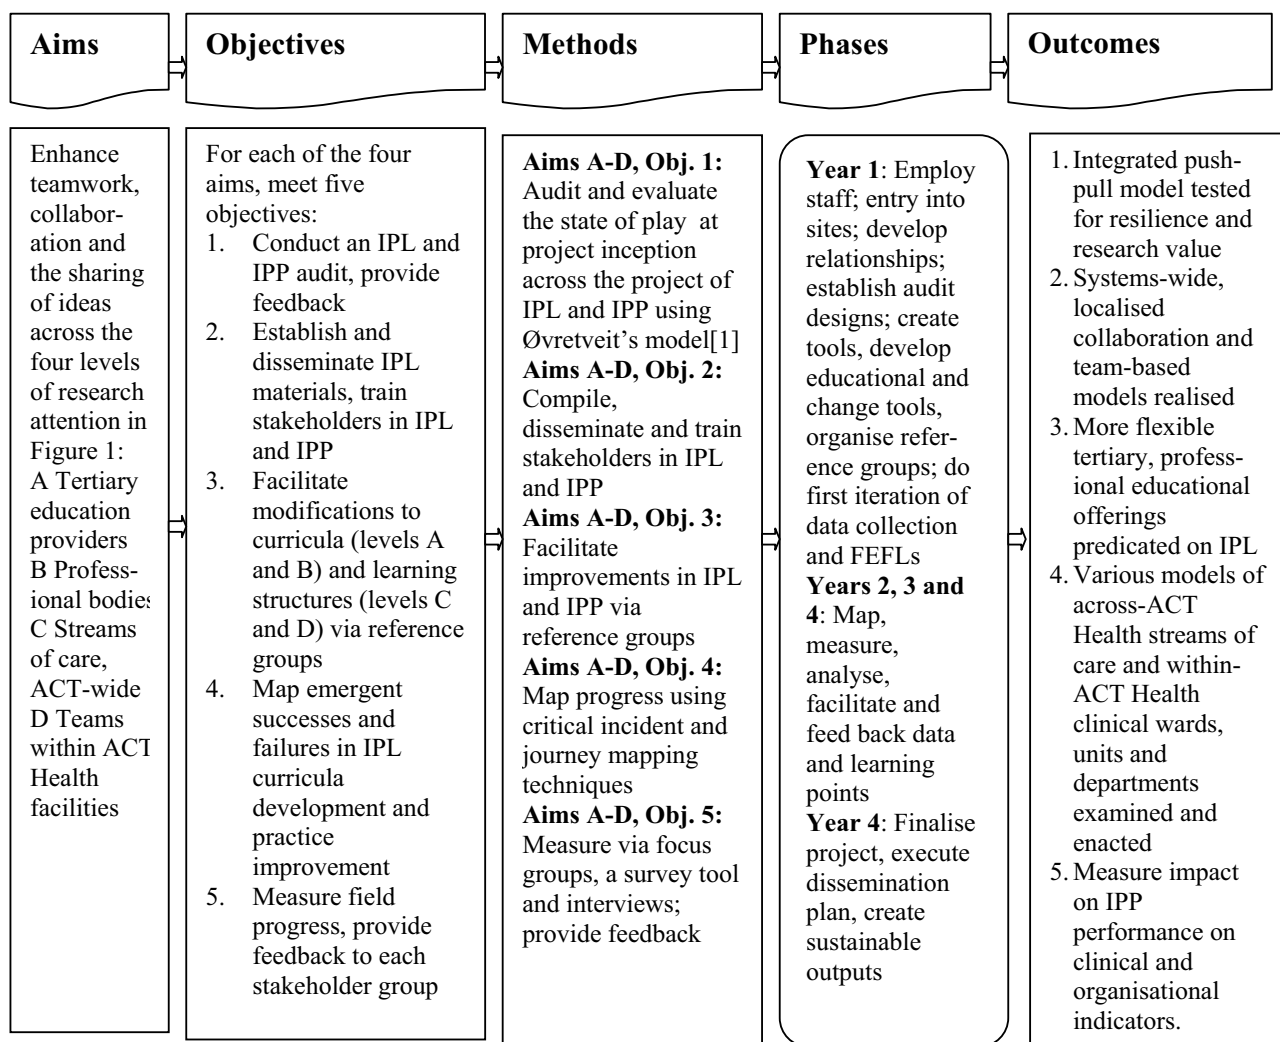 Aims
Objectives
Methods
Phases
Outcomes
Enhance
teamwork,
collabor-
ation and
the sharing
of ideas
across the
four levels
of research
attention in
Figure 1:
A Tertiary
education
providers
B Profess-
ional bodies
C Streams
of care,
ACT-wide
D Teams
within ACT
Health
facilities
For each of the four
aims, meet five
objectives:
1. Conduct an IPL and
IPP audit, provide
feedback
2. Establish and
disseminate IPL
materials, train
stakeholders in IPL
and IPP
3. Facilitate
modifications to
curricula (levels A
and B) and learning
structures (levels C
and D) via reference
groups
4. Map emergent
successes and
failures in IPL
curricula
development and
practice
improvement
5. Measure field
progress, provide
feedback to each
stakeholder group
Aims A-D, Obj. 1:
Audit and evaluate
the state of play at
project inception
across the project of
IPL and IPP using
Øvretveit’s model[1]
Aims A-D, Obj. 2:
Compile,
disseminate and train
stakeholders in IPL
and IPP
Aims A-D, Obj. 3:
Facilitate
improvements in IPL
and IPP via
reference groups
Aims A-D, Obj. 4:
Map progress using
critical incident and
journey mapping
techniques
Aims A-D, Obj. 5:
Measure via focus
groups, a survey tool
and interviews;
provide feedback
Year 1: Employ
staff; entry into
sites; develop
relationships;
establish audit
designs; create
tools, develop
educational and
change tools,
organise refer-
ence groups; do
first iteration of
data collection
and FEFLs
Years 2, 3 and
4: Map,
measure,
analyse,
facilitate and
feed back data
and learning
points
Year 4: Finalise
project, execute
dissemination
plan, create
sustainable
outputs
1. Integrated push-
pull model tested
for resilience and
research value
2. Systems-wide,
localised
collaboration and
team-based
models realised
3. More flexible
tertiary, profess-
ional educational
offerings
predicated on IPL
4. Various models of
across-ACT
Health streams of
care and within-
ACT Health
clinical wards,
units and
departments
examined and
enacted
5. Measure impact
on IPP
performance on
clinical and
organisational
indicators.